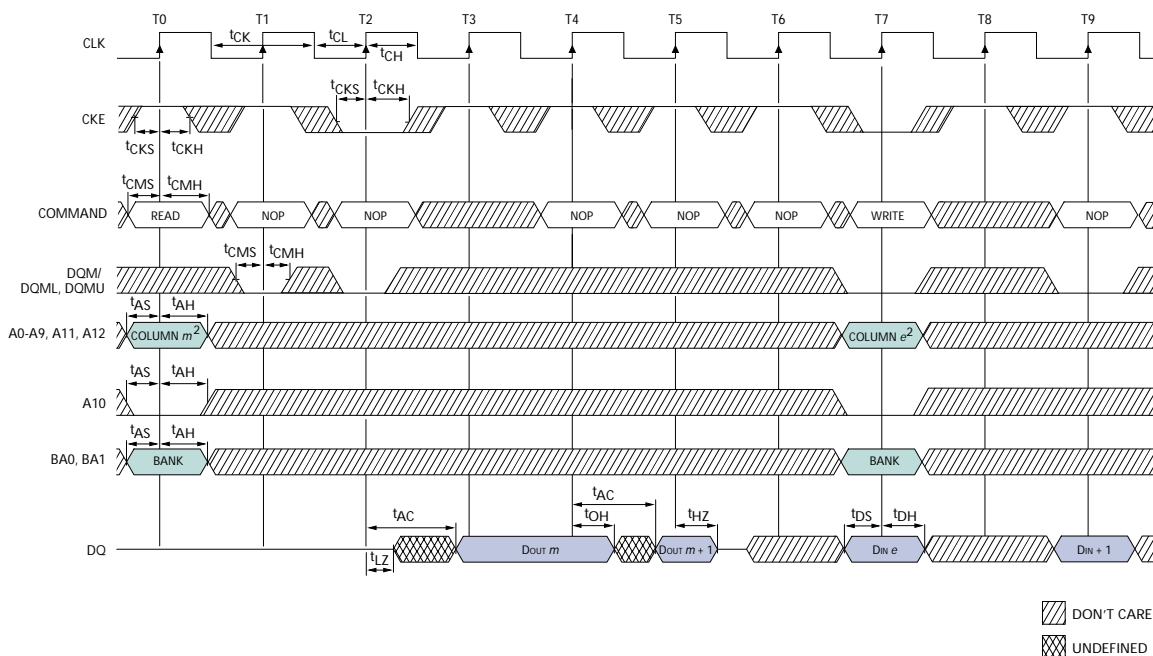 T0 T1 T2 T3 T4 T5 T6 T7 T8 T9
CLK
tCK tCL
tCH
tCKS tCKH
CKE
tCKS tCKH
tCMS tCMH
COMMAND READ NOP NOP NOP NOP NOP WRITE NOP
tCMS tCMH
DQM/
DQML, DQMU
tAS tAH
A0-A9, A11, A12 COLUMN m2 COLUMN e2
tAS tAH
A10
tAS tAH
BA0, BA1 BANK BANK
tAC
tAC tOH tHZ tDS tDH
DQ DOUT m DOUT m + 1 DIN e DIN + 1
tLZ
DON'T CARE
UNDEFINED